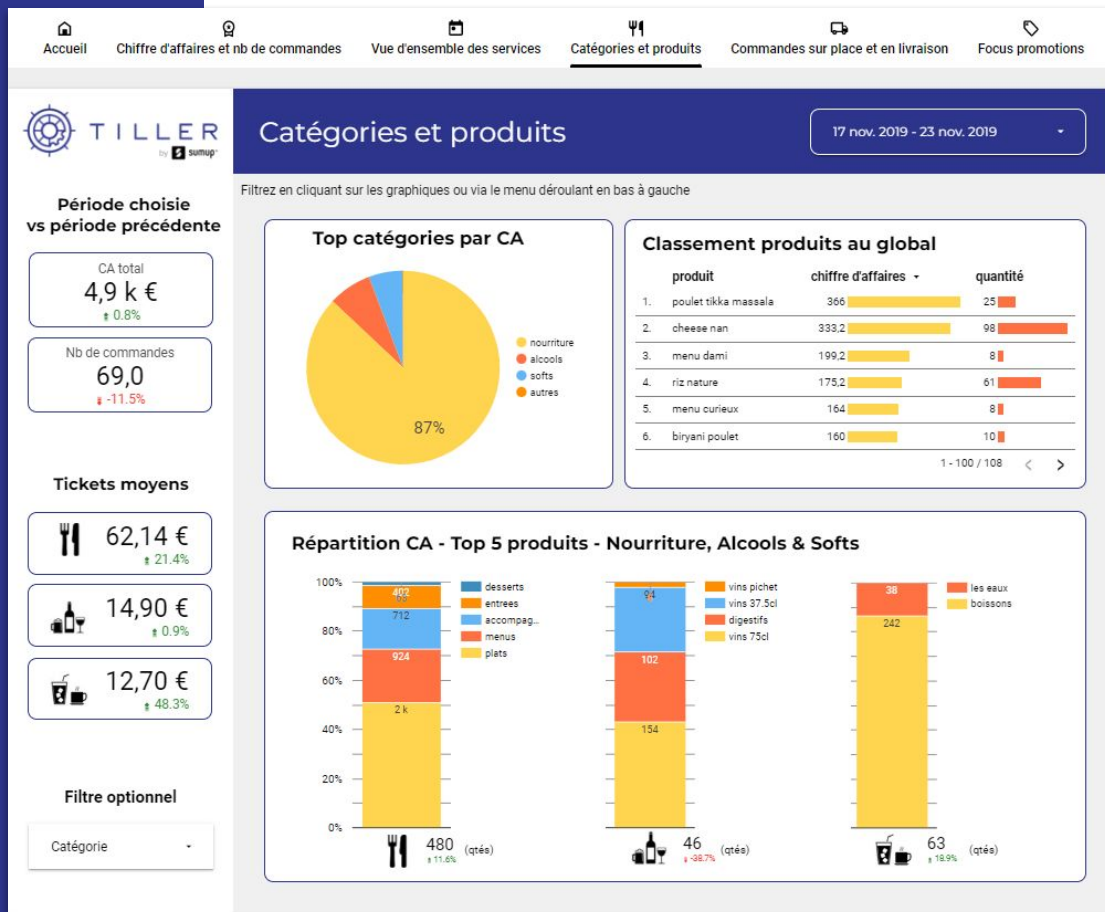 Accueil
Chiffre d'affaires et nb de commandes
Vue d'ensemble des services
Catégories et produits
Commandes sur place et en livraison
Focus promotions
TILLER
by sumup
Catégories et produits
17 nov. 2019 - 23 nov. 2019
Période choisie
vs période précédente
CA total
4,9 k €
0.8%
Nb de commandes
69,0
-11.5%
Tickets moyens
62,14 €
21.4%
14,90 €
0.9%
12,70 €
48.3%
Filtre optionnel
Catégorie
Filtrez en cliquant sur les graphiques ou via le menu déroulant en bas à gauche
Top catégories par CA
87%
nourriture
alcools
softs
autres
Classement produits au global
produit chiffre d'affaires quantité
1. poulet tikka massala 366 25
2. cheese nan 333,2 98
3. menu dami 199,2 8
4. riz nature 175,2 61
5. menu curieux 164 8
6. biryani poulet 160 10
1 - 100 / 108
Répartition CA - Top 5 produits - Nourriture, Alcools & Softs
100%
80%
60%
40%
20%
0%
402
712
924
2 k
desserts
entrees
accompag...
menus
plats
480 (qtés)
11.6%
94
102
154
vins pichet
vins 37.5cl
digestifs
vins 75cl
46 (qtés)
-38.7%
38
242
les eaux
boissons
63 (qtés)
18.9%